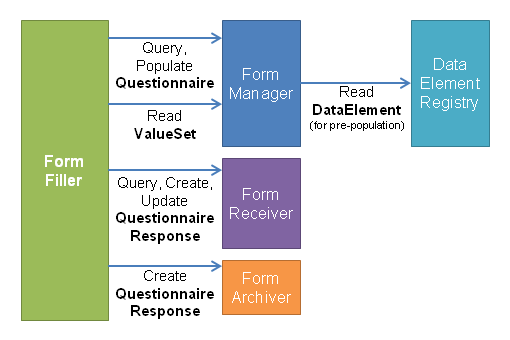 Form
Filler
Query,
Populate
Questionnaire
Read
ValueSet
Form
Manager
Read
DataElement
(for pre-population)
Data
Element
Registry
Query, Create,
Update
Questionnaire
Response
Form
Receiver
Create
Questionnaire
Response
Form
Archiver